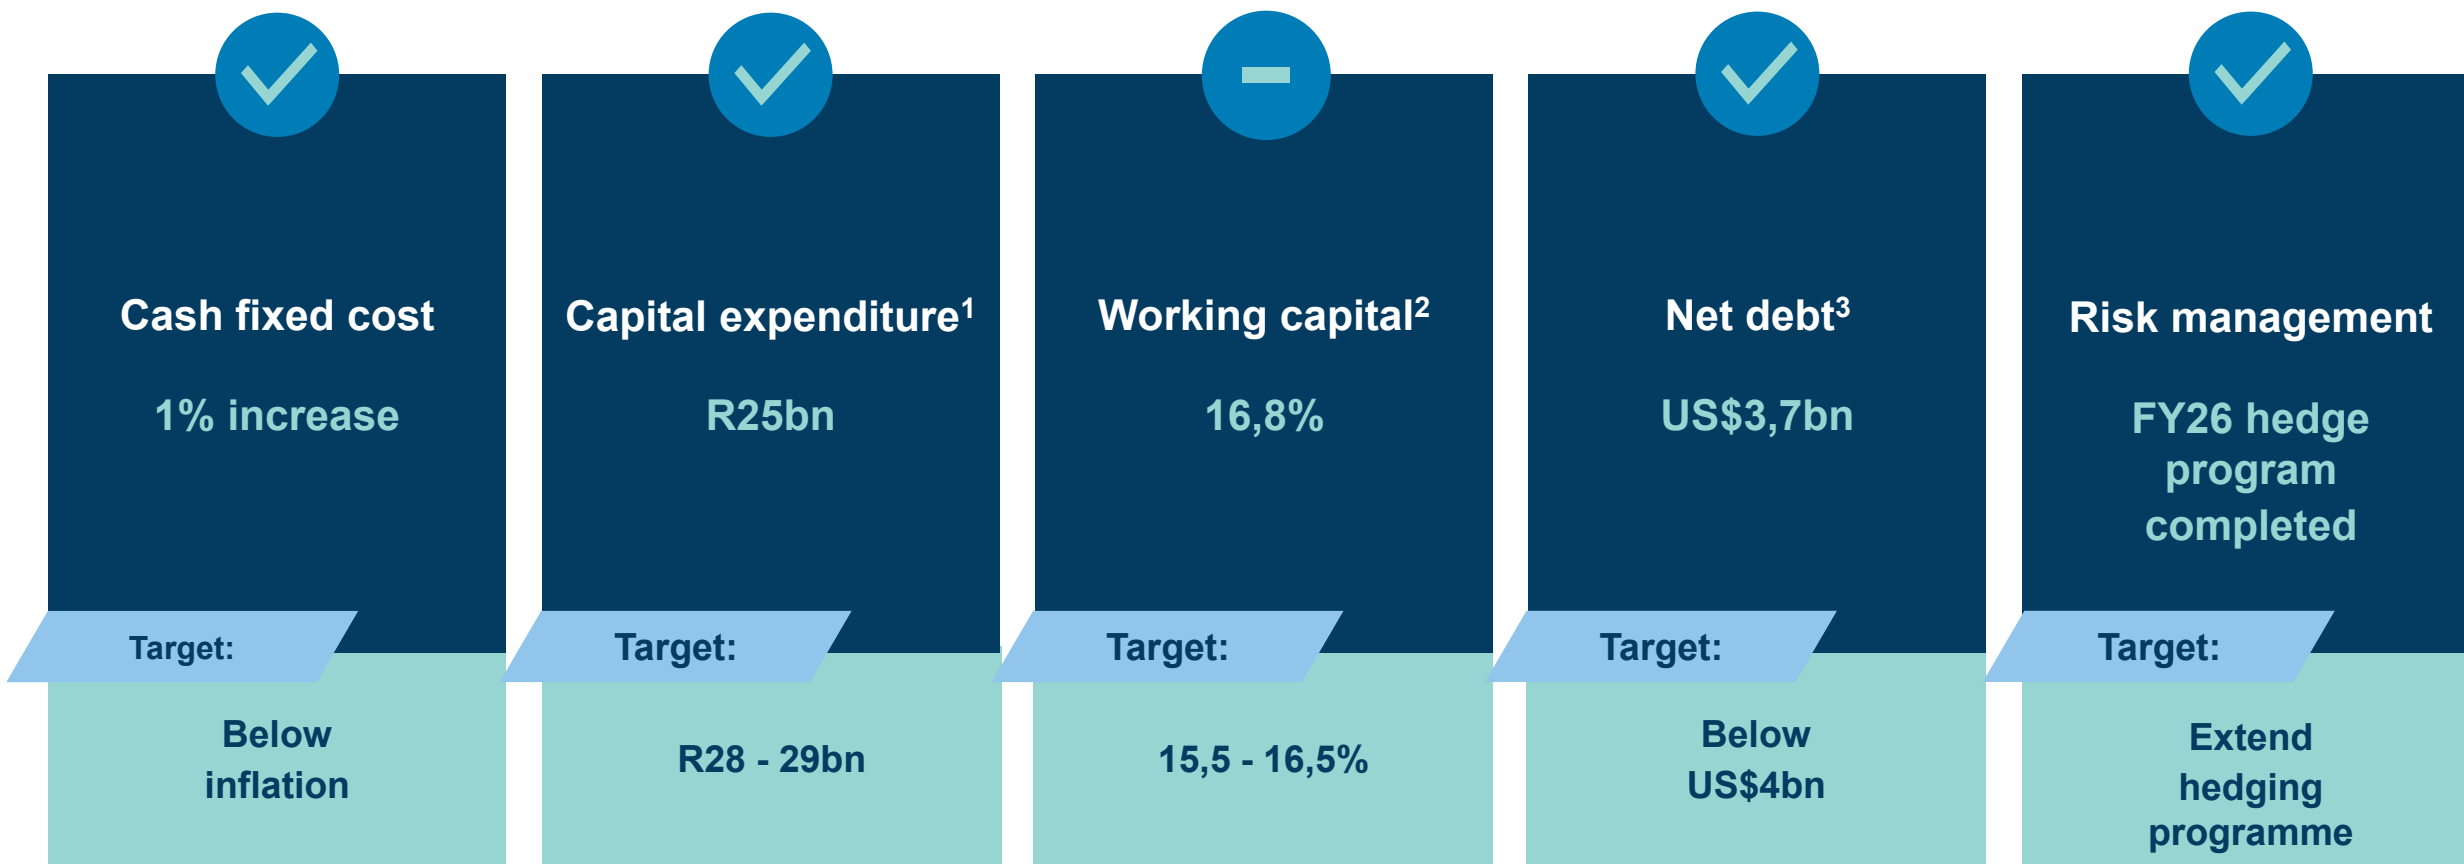 Cash fixed cost
1% increase
Target:
Below
inflation
Capital expenditure¹
R25bn
Target:
R28 - 29bn
Working capital²
16,8%
Target:
15,5 - 16,5%
Net debt³
US$3,7bn
Target:
Below
US$4bn
Risk management
FY26 hedge
program
completed
Target:
Extend
hedging
programme